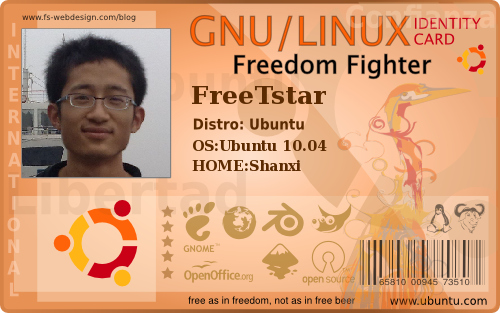 www.fs-webdesign.com/blog
GNU/LINUX
IDENTITY
CARD
Confianza
Freedom Fighter
Ubuntu
FreeTstar
Distro: Ubuntu
OS:Ubuntu 10.04
HOME:Shanxi
Libertad
INTERNATIONAL
GNOME™
OpenOffice.org
open source
65810 00945 73510
free as in freedom, not as in free beer
www.ubuntu.com